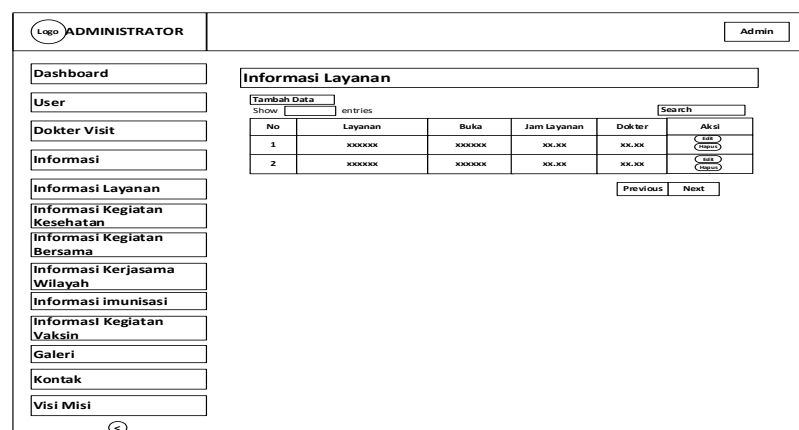 Logo ADMINISTRATOR
Admin
Dashboard
User
Dokter Visit
Informasi
Informasi Layanan
Informasi Kegiatan
Kesehatan
Informasi Kegiatan
Bersama
Informasi Kerjasama
Wilayah
Informasi imunisasi
InformasI Kegiatan
Vaksin
Galeri
Kontak
Visi Misi
<
Informasi Layanan
Tambah Data
Show entries
Search
No Layanan Buka Jam Layanan Dokter Aksi
1 xxxxxx xxxxxx xx.xx xx.xx Edit
Hapus
2 xxxxxx xxxxxx xx.xx xx.xx Edit
Hapus
Previous Next